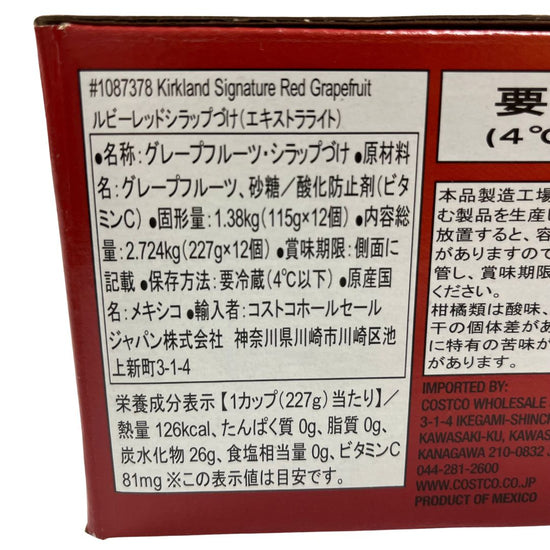 #1087378 Kirkland Signature Red Grapefruit
ルビーレッドシラップづけ(エキストラライト)
●名称:グレープフルーツ・シラップづけ ●原材料
名:グレープフルーツ、砂糖/酸化防止剤(ビタ
ミンC) ●固形量:1.38kg(115g×12個) ●内容総
量:2.724kg(227g×12個) ●賞味期限:側面に
記載 ●保存方法:要冷蔵(4℃以下) ●原産国
名:メキシコ ●輸入者:コストコホールセール
ジャパン株式会社 神奈川県川崎市川崎区池
上新町3-1-4
栄養成分表示【1カップ(227g)当たり】/
熱量 126kcal、たんぱく質 0g、脂質 0g、
炭水化物 26g、食塩相当量 0g、ビタミンC
81mg ※この表示値は目安です。
要
(4℃
本品製造工場
む製品を生産し
放置すると、容
がありますので
管し、賞味期限
ください。
柑橘類は酸味、
干の個体差があ
に特有の苦味が
があります。
IMPORTED BY:
COSTCO WHOLESALE
3-1-4 IKEGAMI-SHINCH
KAWASAKI-KU, KAWAS
KANAGAWA 210-0832
044-281-2600
WWW.COSTCO.CO.JP
PRODUCT OF MEXICO